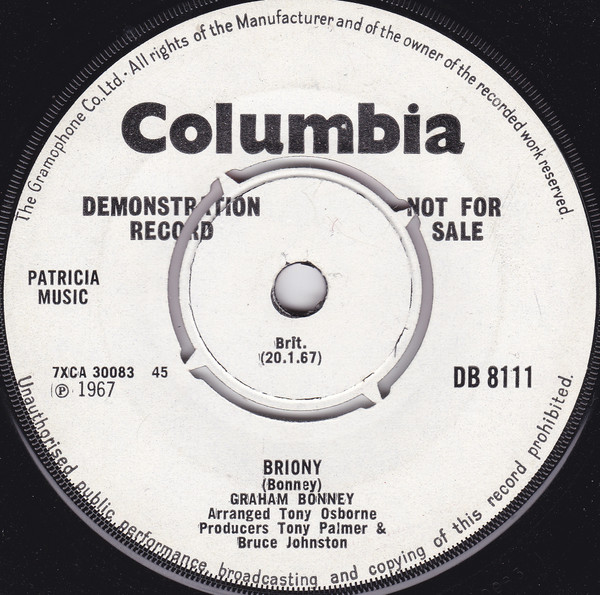 The Gramophone Co., Ltd. · All rights of the Manufacturer and of the owner of the recorded work reserved.
Columbia
DEMONSTRATION
RECORD
NOT FOR
SALE
PATRICIA
MUSIC
Brit.
(20.1.67)
7XCA 30083 45
Ⓟ 1967
DB 8111
BRIONY
(Bonney)
GRAHAM BONNEY
Arranged Tony Osborne
Producers Tony Palmer &
Bruce Johnston
Unauthorised public performance, broadcasting and copying of this record prohibited.